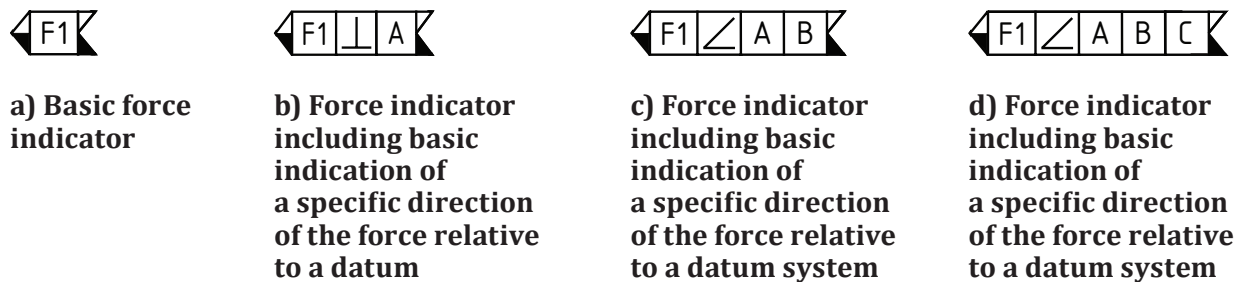 F1
F1 ⊥ A
F1 ∠ A B
F1 ∠ A B C
a) Basic force
indicator
b) Force indicator
including basic
indication of
a specific direction
of the force relative
to a datum
c) Force indicator
including basic
indication of
a specific direction
of the force relative
to a datum system
d) Force indicator
including basic
indication of
a specific direction
of the force relative
to a datum system